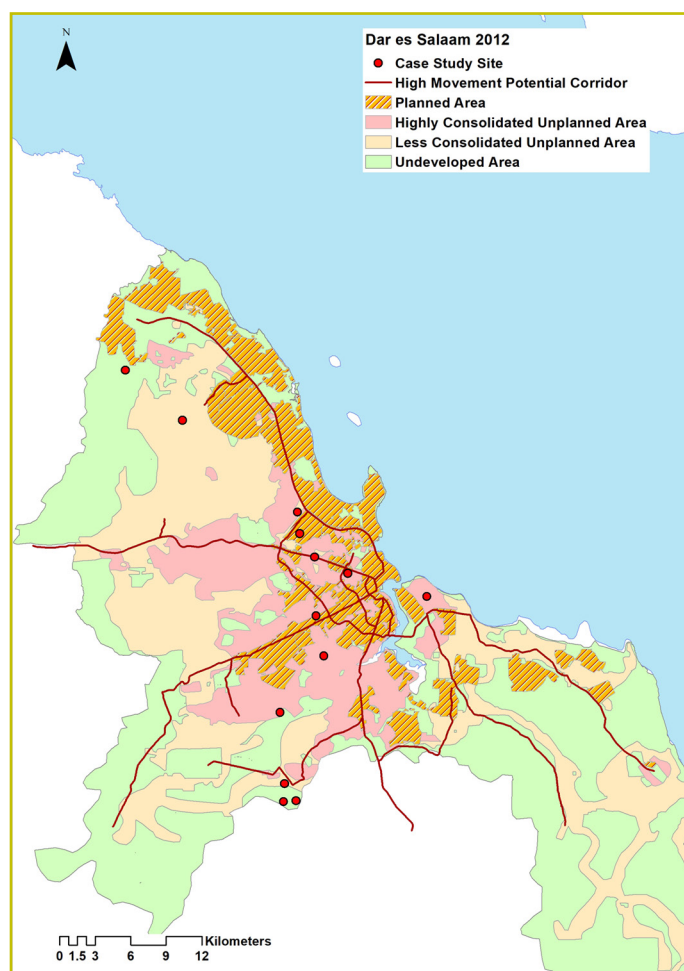 N
Dar es Salaam 2012
Case Study Site
High Movement Potential Corridor
Planned Area
Highly Consolidated Unplanned Area
Less Consolidated Unplanned Area
Undeveloped Area
Kilometers
0 1.5 3 6 9 12